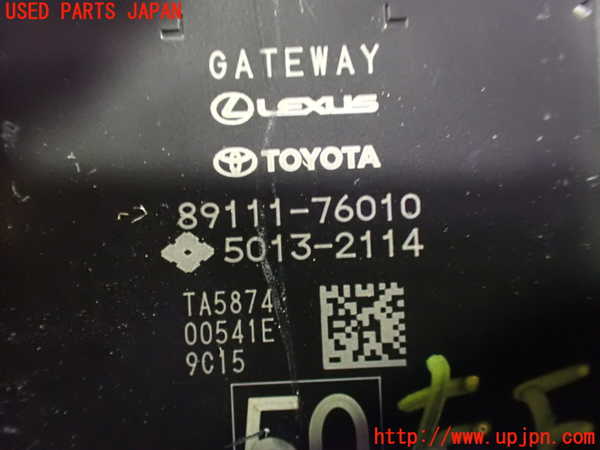 USED PARTS JAPAN
GATEWAY
LEXUS
TOYOTA
89111-76010
5013-2114
TA5874
00541E
9C15
50
http://www.upjpn.com